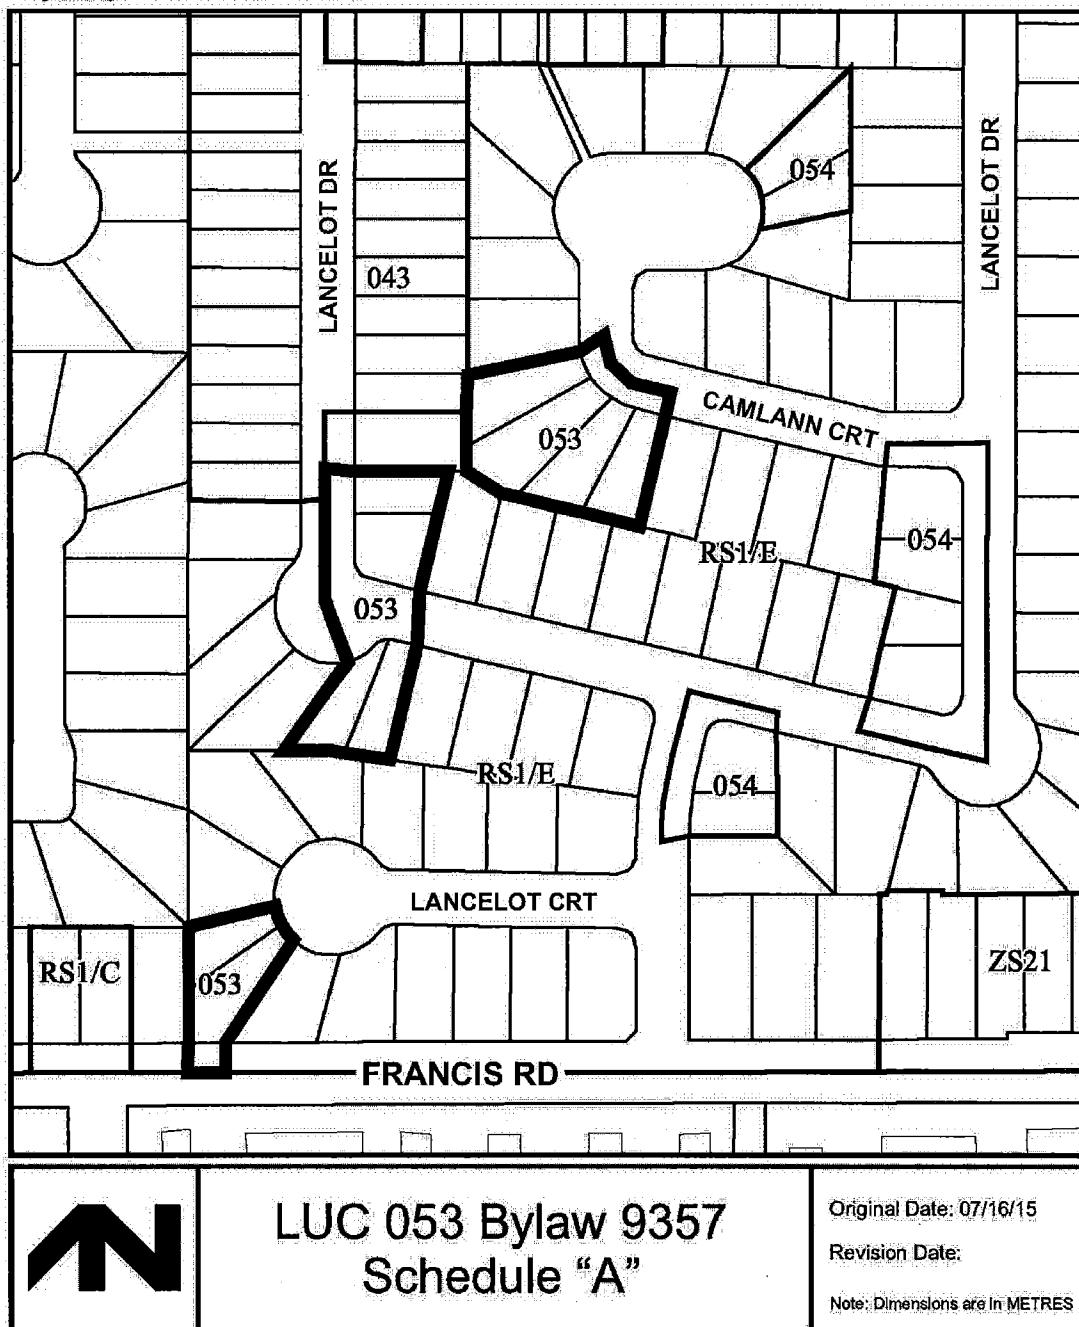 054
LANCELOT DR
LANCELOT DR
043
CAMLANN CRT
053
RS1/E
054
053
RS1/E
054
LANCELOT CRT
RS1/C
053
ZS21
FRANCIS RD
LUC 053 Bylaw 9357
Schedule "A"
Original Date: 07/16/15
Revision Date:
Note: Dimensions are in METRES